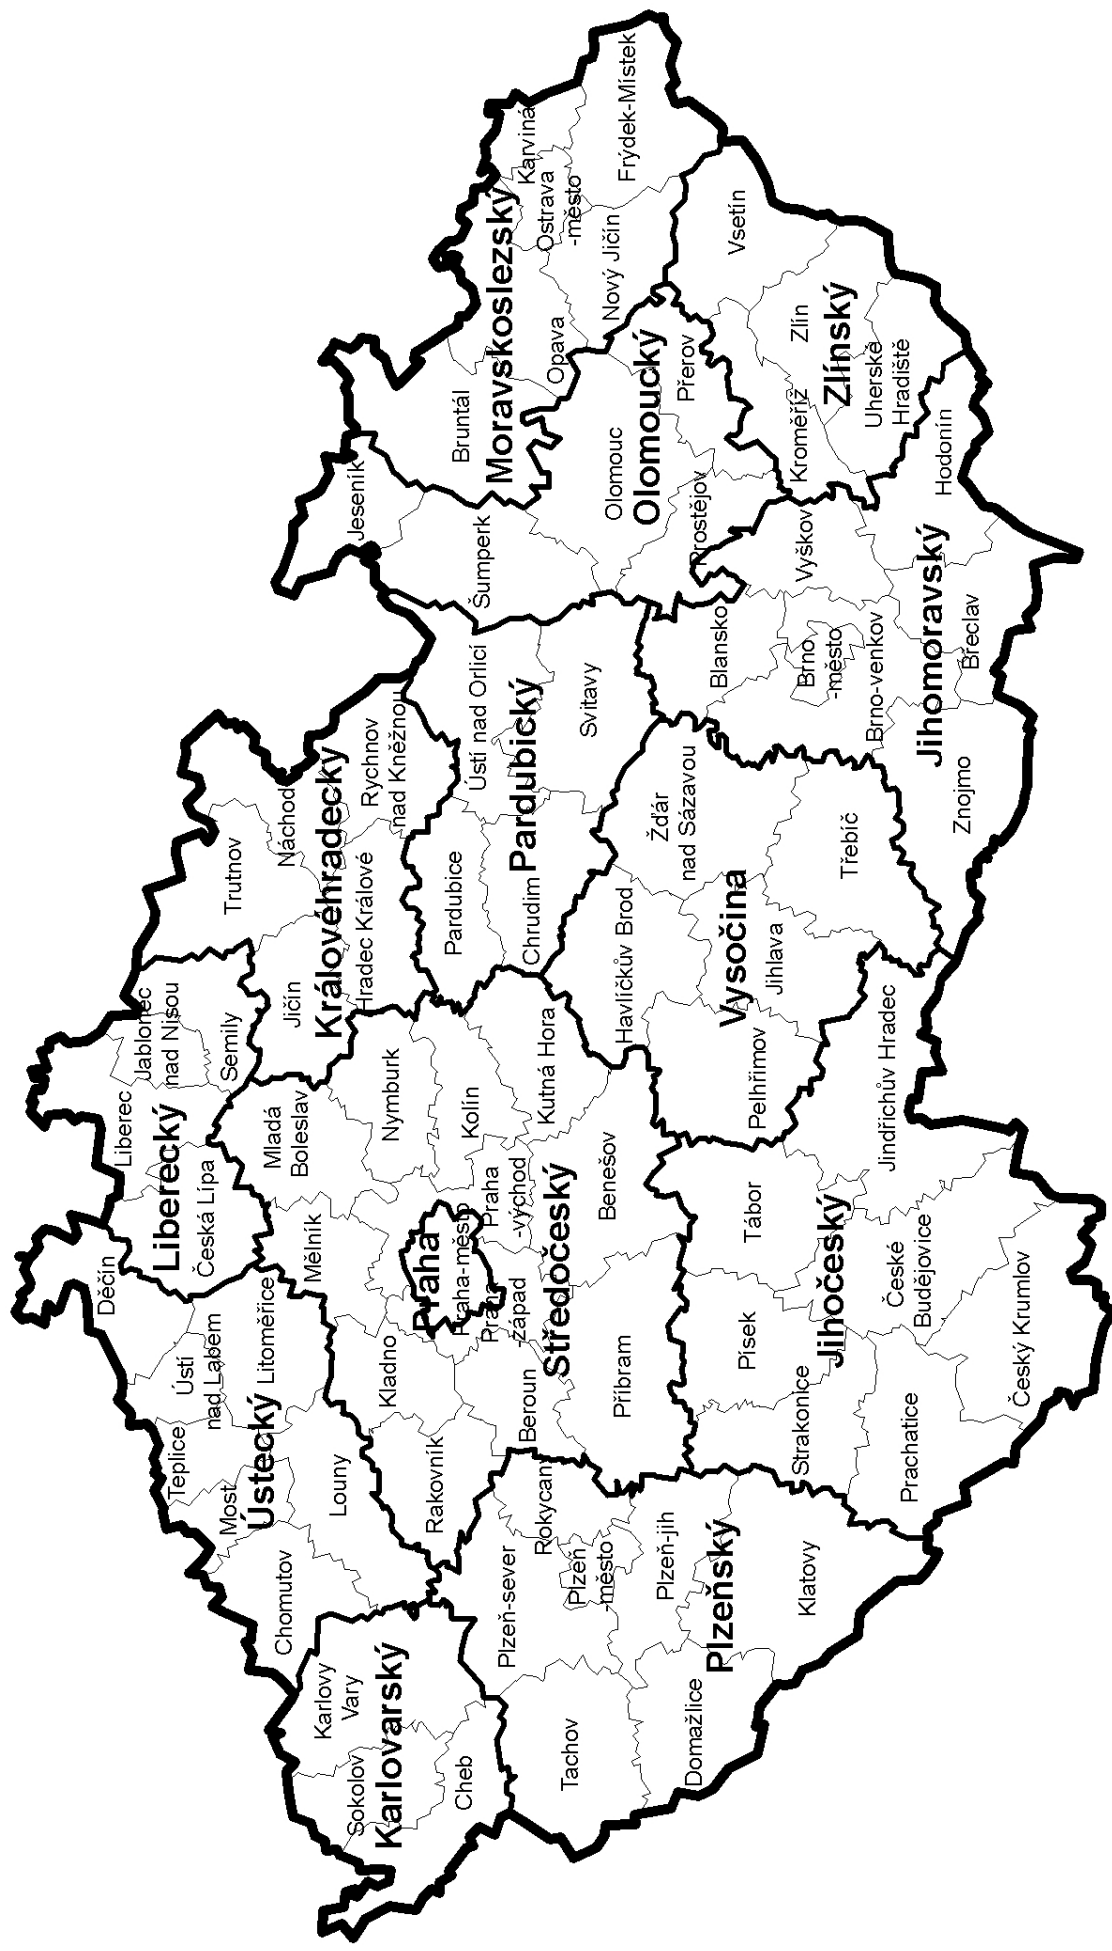 Karlovarský
Sokolov
Karlovy
Vary
Cheb
Ústecký
Chomutov
Most
Teplice
Ústí
nad Labem
Děčín
Litoměřice
Louny
Liberecký
Česká Lípa
Liberec
Jablonec
nad Nisou
Semily
Královéhradecký
Jičín
Trutnov
Náchod
Hradec Králové
Rychnov
nad Kněžnou
Pardubický
Pardubice
Chrudim
Ústí nad Orlicí
Svitavy
Praha
Praha-město
Středočeský
Rakovník
Kladno
Mělník
Mladá
Boleslav
Nymburk
Kolín
Kutná Hora
Praha
-východ
Praha
-západ
Beroun
Příbram
Benešov
Plzeňský
Tachov
Plzeň-sever
Rokycany
Plzeň
-město
Plzeň-jih
Domažlice
Klatovy
Jihočeský
Písek
Tábor
Strakonice
Prachatice
České
Budějovice
Český Krumlov
Jindřichův Hradec
Vysočina
Havlíčkův Brod
Pelhřimov
Jihlava
Žďár
nad Sázavou
Třebíč
Jihomoravský
Blansko
Brno
-město
Brno-venkov
Vyškov
Znojmo
Břeclav
Hodonín
Olomoucký
Jeseník
Šumperk
Olomouc
Prostějov
Přerov
Moravskoslezský
Bruntál
Opava
Ostrava
-město
Karviná
Nový Jičín
Frýdek-Místek
Zlínský
Kroměříž
Zlín
Vsetín
Uherské
Hradiště